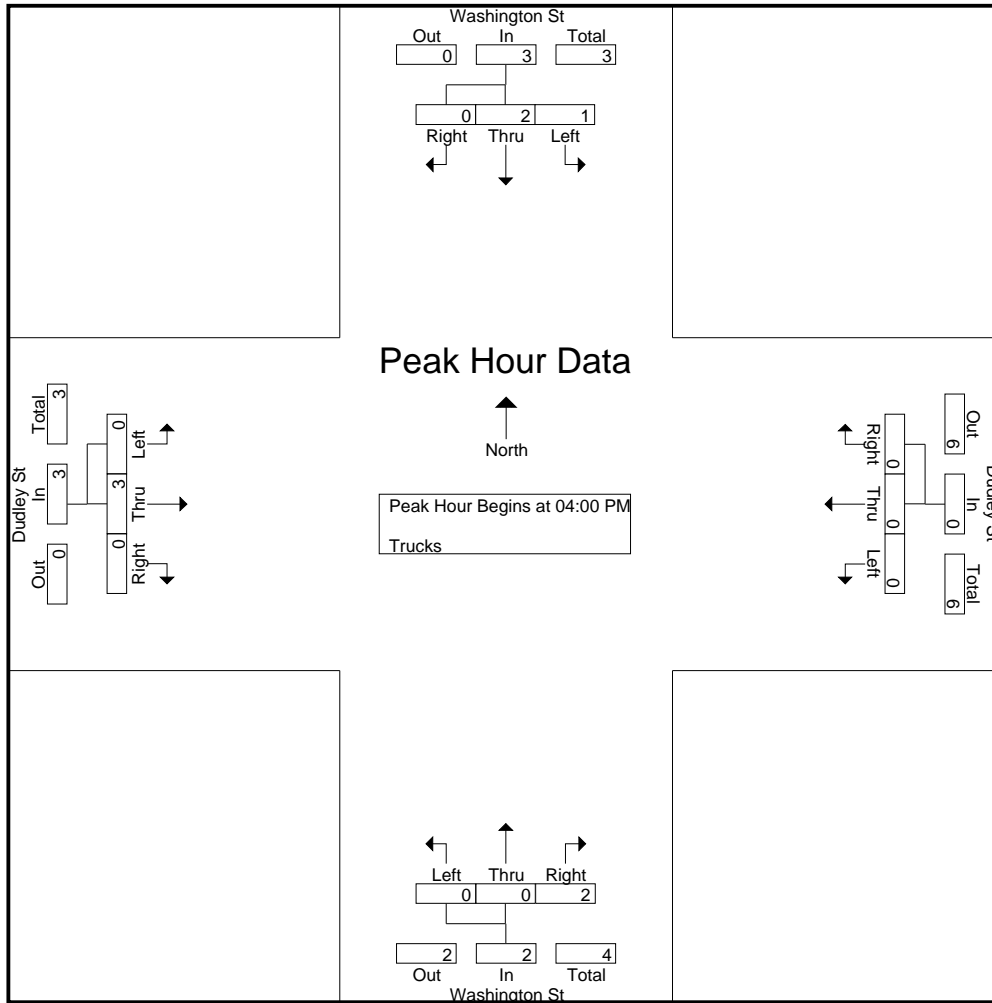 Washington St
Out In Total
0 3 3
0 2 1
Right Thru Left
Peak Hour Data
North
Peak Hour Begins at 04:00 PM
Trucks
Dudley St
Total In Out
3 3 0
0 3 0
Left Thru Right
Dudley St
Out In Total
6 0 6
0 0 0
Right Thru Left
Left Thru Right
0 0 2
2 2 4
Out In Total
Washington St